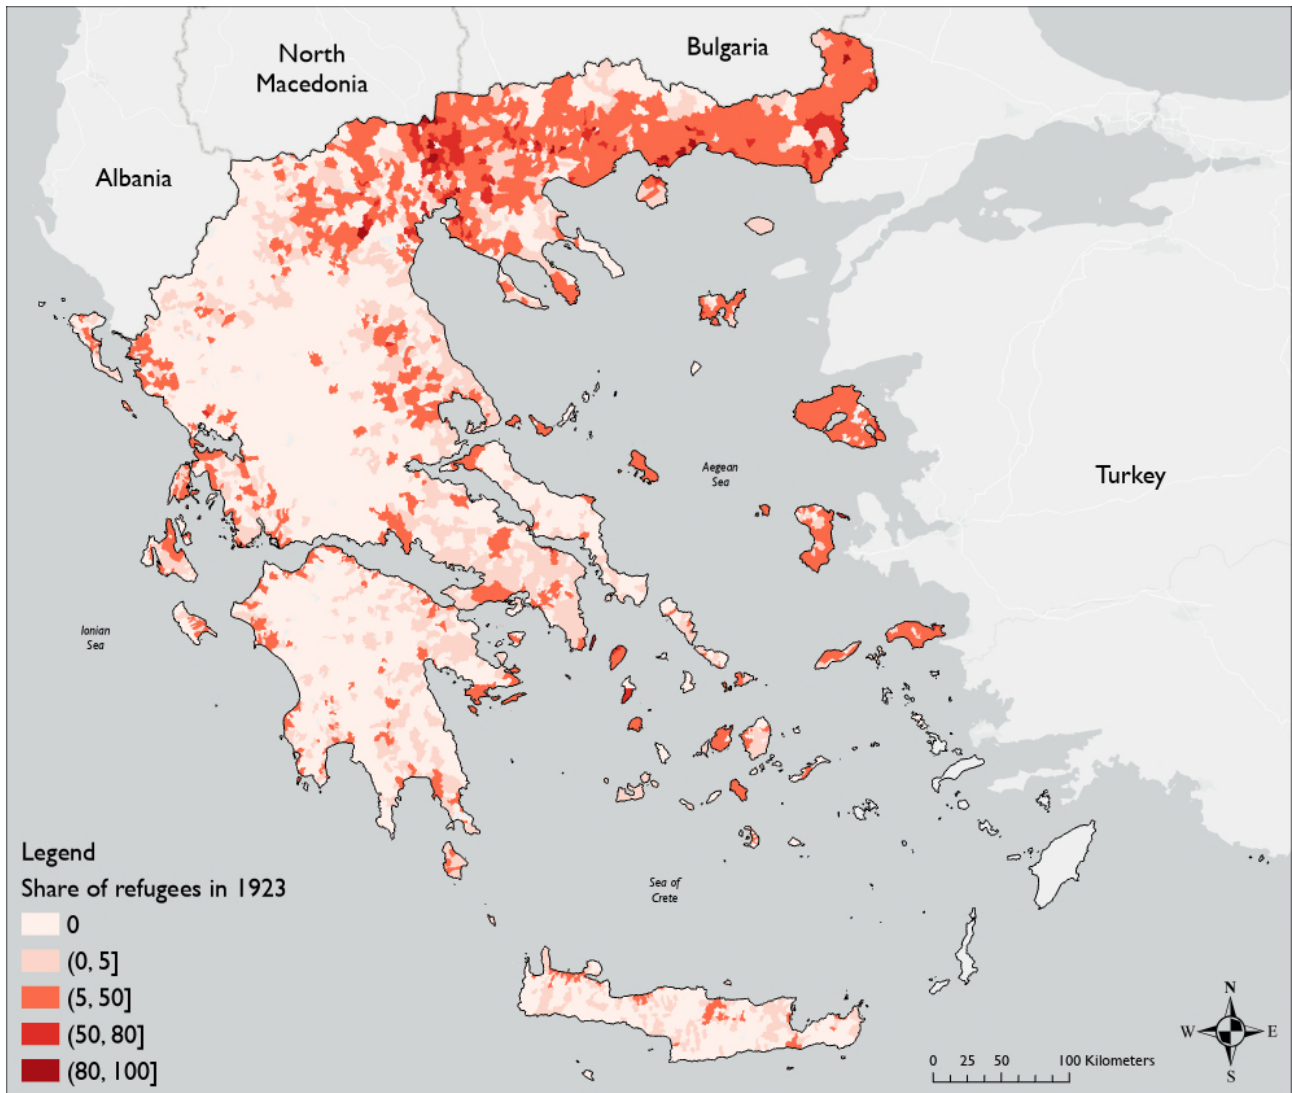 North
Macedonia
Bulgaria
Albania
Turkey
Aegean
Sea
Ionian
Sea
Sea of
Crete
Legend
Share of refugees in 1923
0
(0, 5]
(5, 50]
(50, 80]
(80, 100]
N
W E
S
0 25 50 100 Kilometers